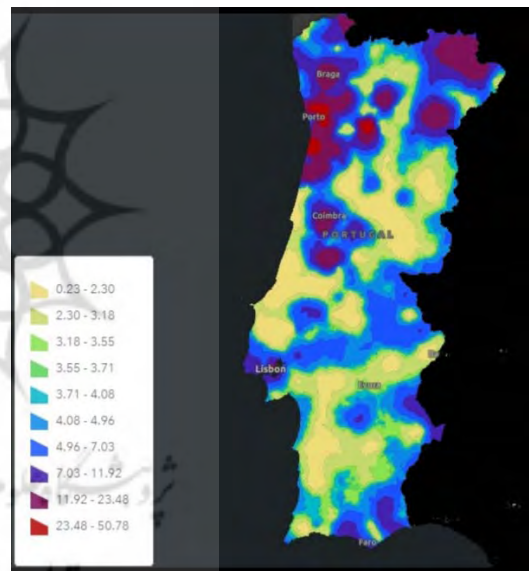 Braga
Porto
Coimbra
PORTUGAL
Lisbon
Evora
Faro
0.23 - 2.30
2.30 - 3.18
3.18 - 3.55
3.55 - 3.71
3.71 - 4.08
4.08 - 4.96
4.96 - 7.03
7.03 - 11.92
11.92 - 23.48
23.48 - 50.78